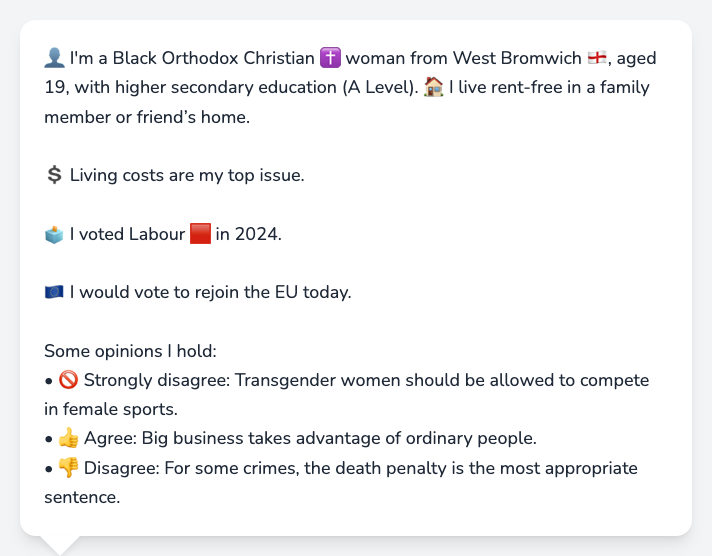 👤 I'm a Black Orthodox Christian ✝️ woman from West Bromwich 🏴󠁧󠁢󠁥󠁮󠁧󠁿, aged
19, with higher secondary education (A Level). 🏠 I live rent-free in a family
member or friend’s home.
💲 Living costs are my top issue.
🗳️ I voted Labour 🟥 in 2024.
🇪🇺 I would vote to rejoin the EU today.
Some opinions I hold:
• 🚫 Strongly disagree: Transgender women should be allowed to compete
in female sports.
• 👍 Agree: Big business takes advantage of ordinary people.
• 👎 Disagree: For some crimes, the death penalty is the most appropriate
sentence.